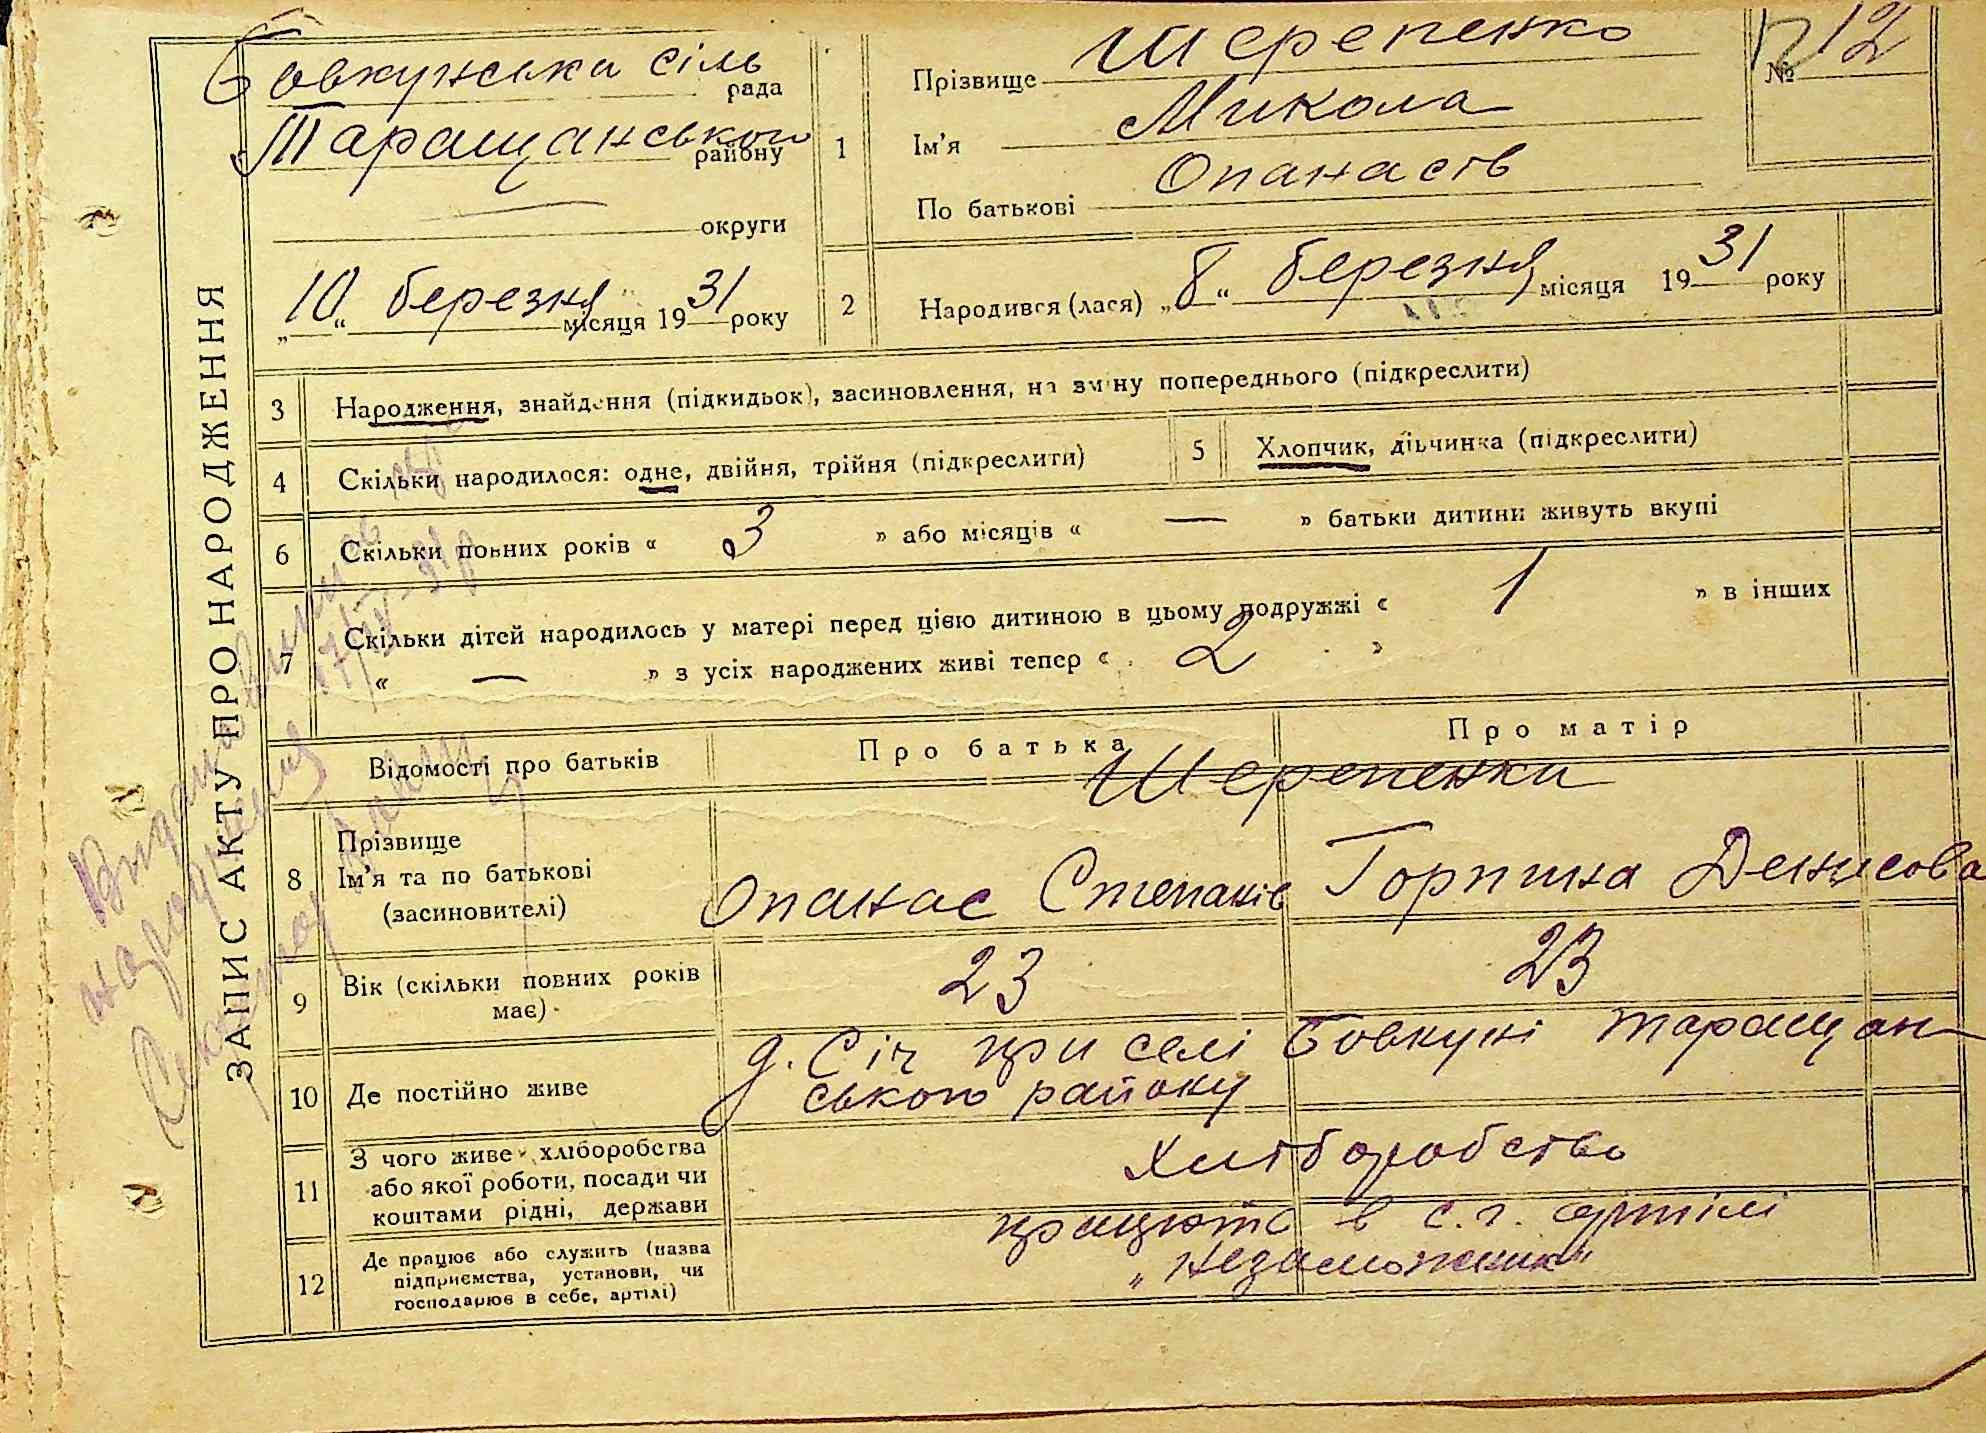 ЗАПИС АКТУ ПРО НАРОДЖЕННЯ
Бовкунська сіль
рада
Таращанського району
округи
„10“ березня місяця 1931 року
№ 12
1 Прізвище Шерепенко
Ім'я Микола
По батькові Опанасів
2 Народився (лася) „8“ березня місяця 1931 року
3 Народження, знайдення (підкидьок), засиновлення, на зміну попереднього (підкреслити)
4 Скільки народилося: одне, двійня, трійня (підкреслити)
5 Хлопчик, дівчинка (підкреслити)
6 Скільки повних років « 3 » або місяців « — » батьки дитини живуть вкупі
7 Скільки дітей народилось у матері перед цією дитиною в цьому подружжі « 1 » в інших
« — » з усіх народжених живі тепер « 2 »
Відомості про батьків Про батька Про матір
Шерепенки
8 Прізвище
Ім'я та по батькові
(засиновителі)
Опанас Степанів Горпина Денисова
9 Вік (скільки повних років
має)
23 23
10 Де постійно живе
д. Січ при селі Бовкуні Таращан
ського району
11 З чого живе: хліборобства
або якої роботи, посади чи
коштами рідні, держави
Хліборобство
12 Де працює або служить (назва
підприємства, установи, чи
господарює в себе, артілі)
працюють в с.г. артілі
„Незаможник“